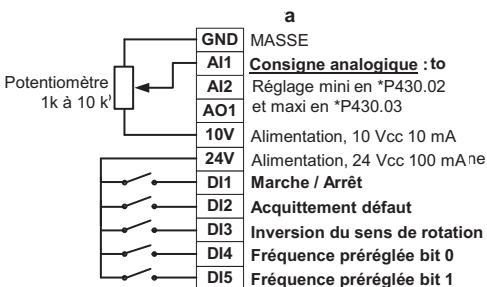 a
GND MASSE
AI1 Consigne analogique : to
Potentiomètre AI2 Réglage mini en *P430.02
1k à 10 k AO1 et maxi en *P430.03
10V Alimentation, 10 Vcc 10 mA
24V Alimentation, 24 Vcc 100 mA ne
DI1 Marche / Arrêt
DI2 Acquittement défaut
DI3 Inversion du sens de rotation
DI4 Fréquence préréglée bit 0
DI5 Fréquence préréglée bit 1